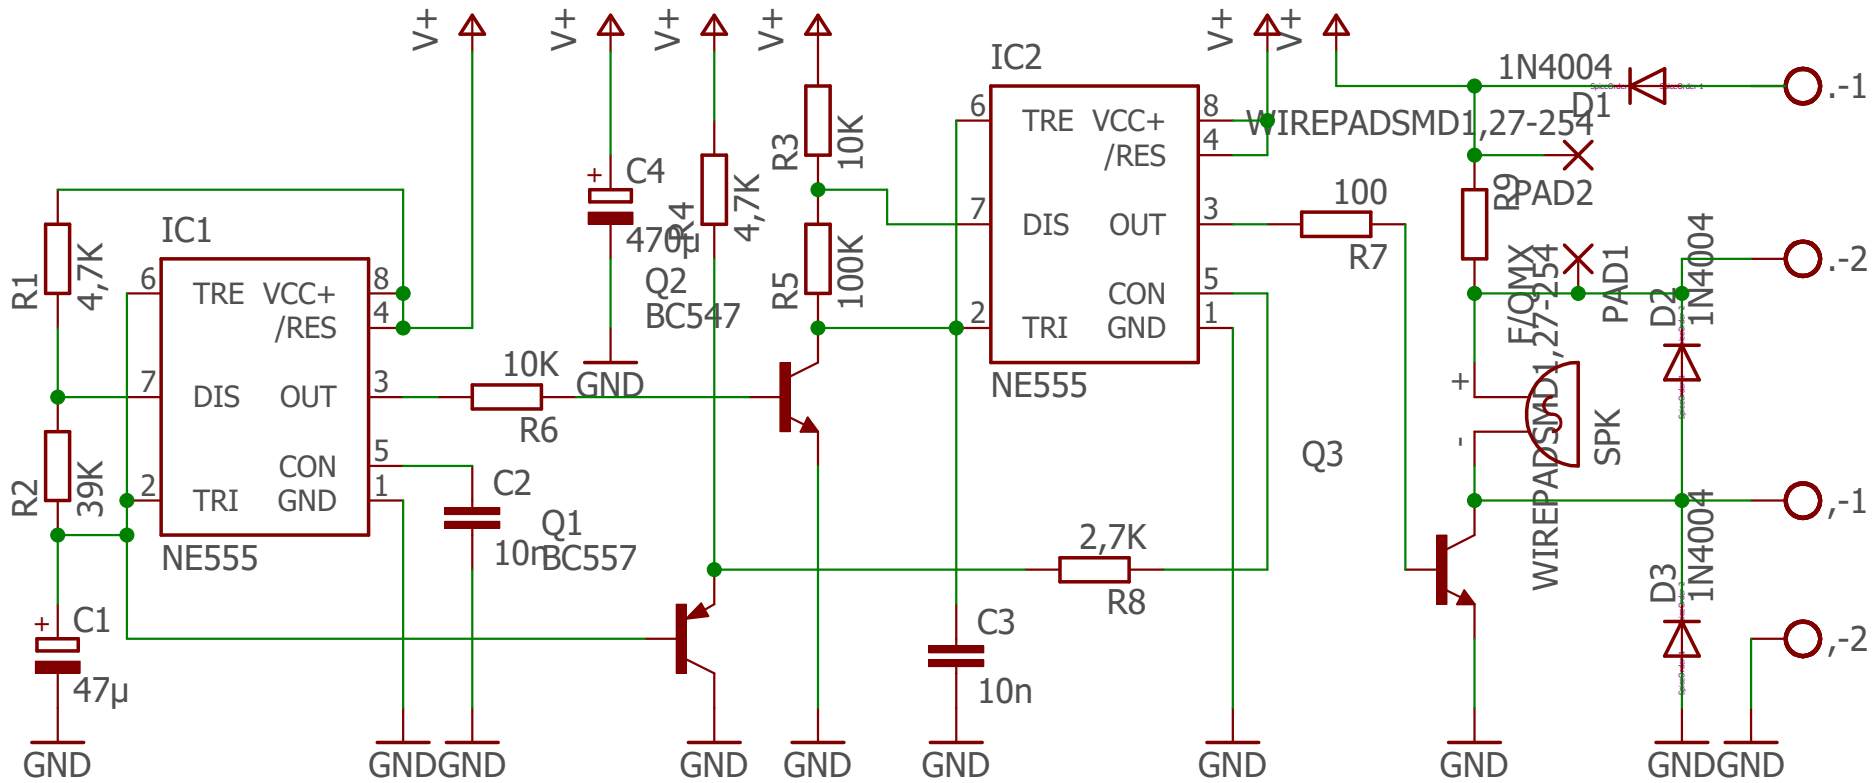 V+
V+
V+
V+
V+
V+
IC2
1N4004
.-1
D1
6
TRE
VCC+
8
WIREPADSMD1,27-254
/RES
4
R3
10K
+
C4
470µ
R4
4,7K
R9
PAD2
100
7
DIS
OUT
3
R7
IC1
R1
4,7K
6
TRE
VCC+
8
/RES
4
Q2
BC547
R5
100K
CON
5
2
TRI
GND
1
NE555
F/QMX
WIREPADSMD1,27-254
PAD1
D2
1N4004
.-2
10K
R6
GND
7
DIS
OUT
3
+
-
SPK
R2
39K
CON
5
2
TRI
GND
1
NE555
C2
10n
Q1
BC557
Q3
2,7K
R8
,-1
D3
1N4004
+
C1
47µ
C3
10n
,-2
GND
GND
GND
GND
GND
GND
GND
GND
GND
GND